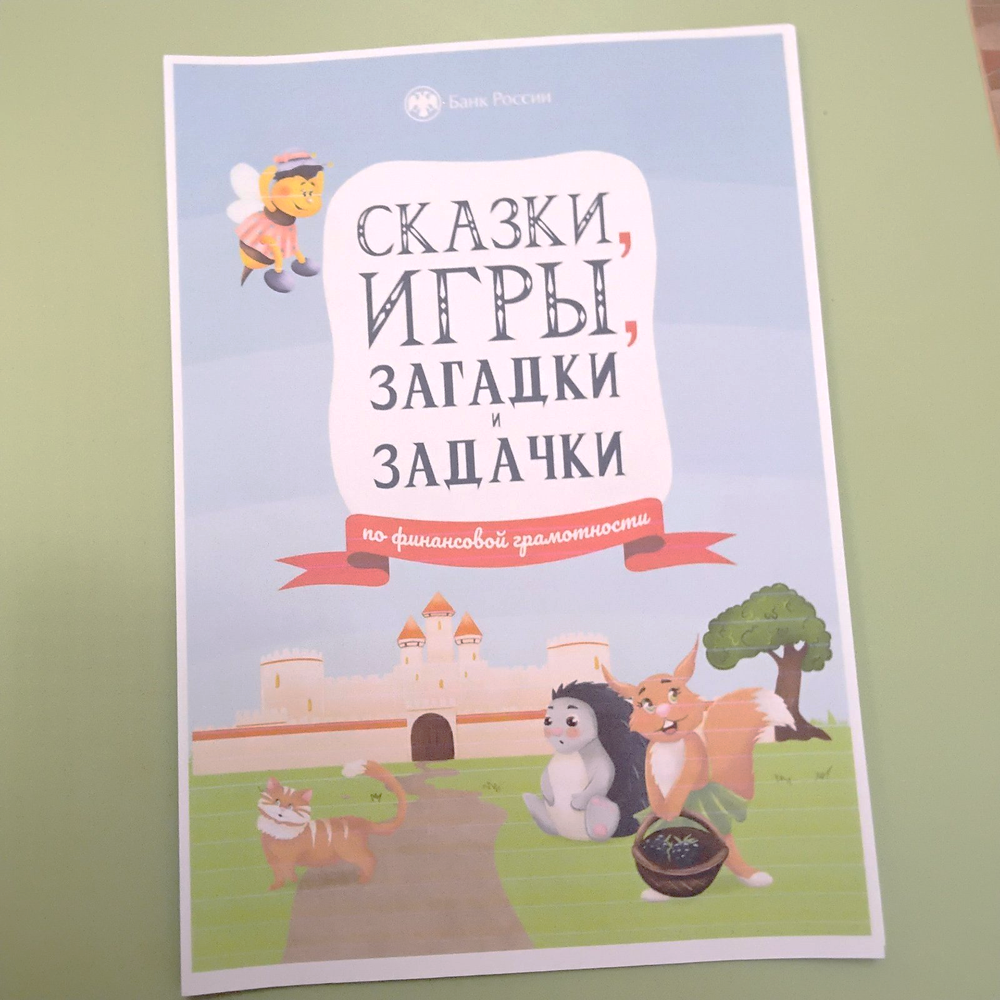 Банк России
СКАЗКИ,
ИГРЫ,
ЗАГАДКИ
и
ЗАДАЧКИ
по финансовой грамотности